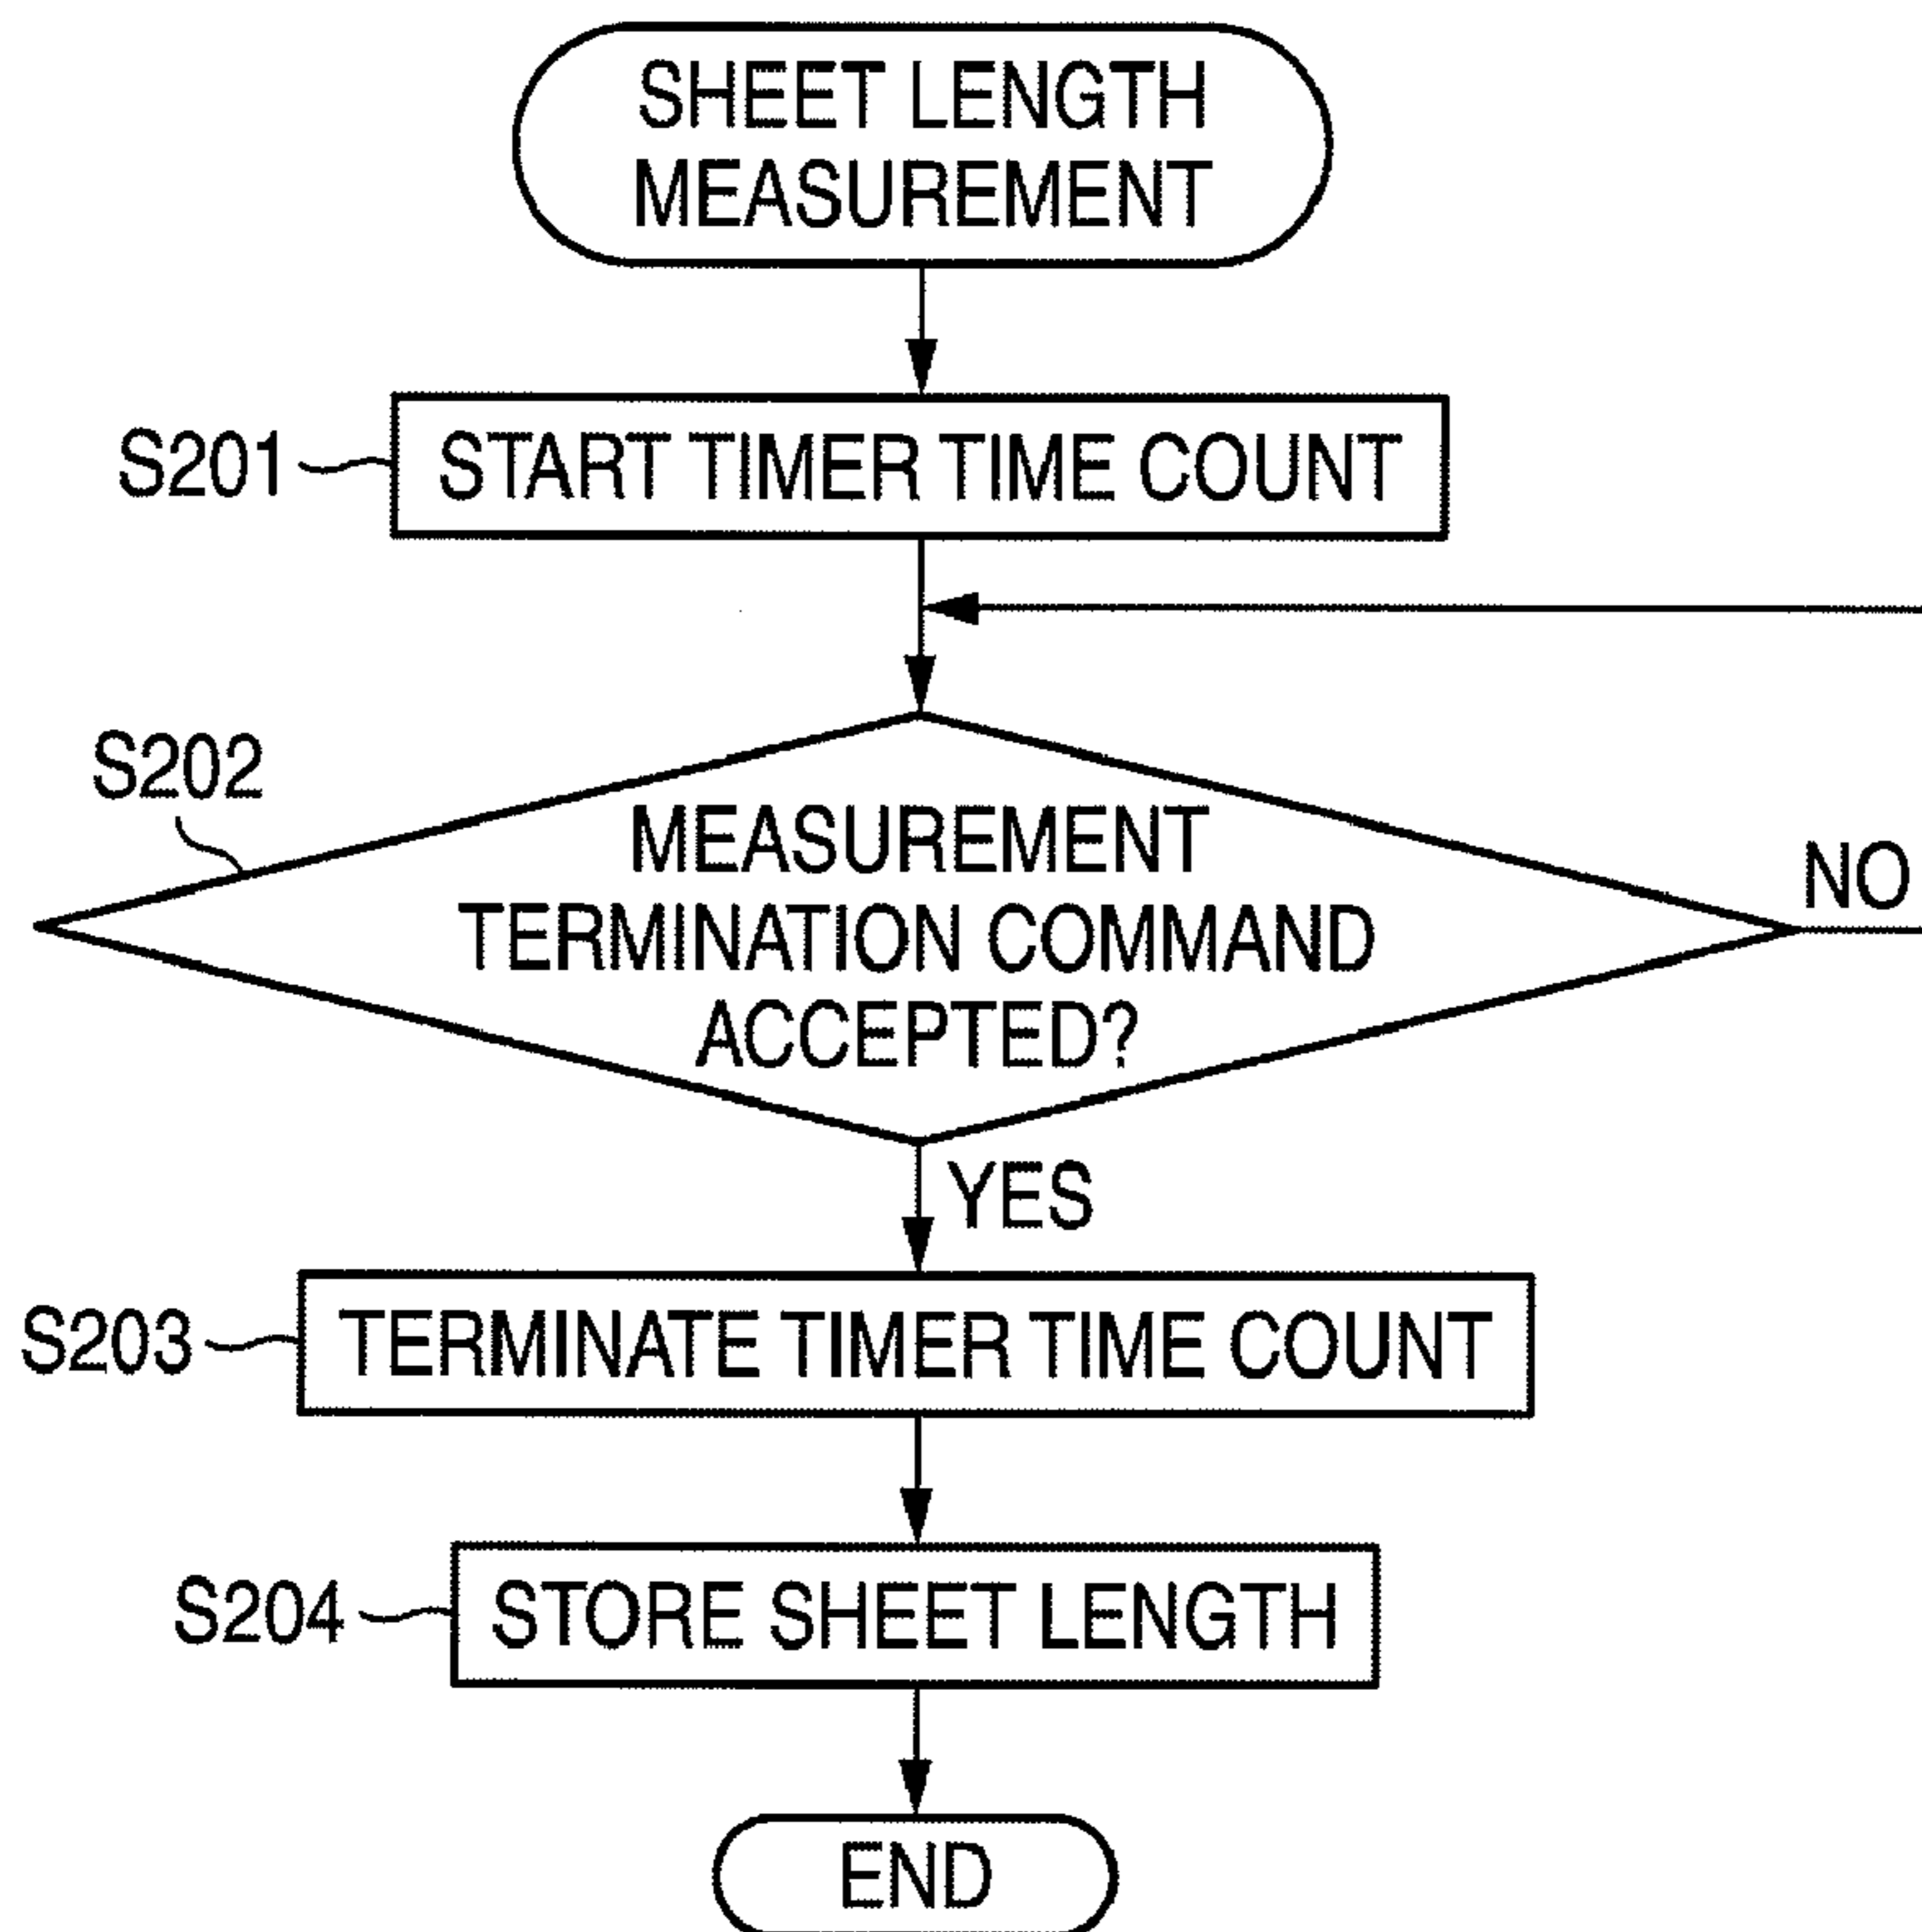 SHEET LENGTH
MEASUREMENT
S201
START TIMER TIME COUNT
S202
MEASUREMENT
TERMINATION COMMAND
ACCEPTED?
NO
YES
S203
TERMINATE TIMER TIME COUNT
S204
STORE SHEET LENGTH
END